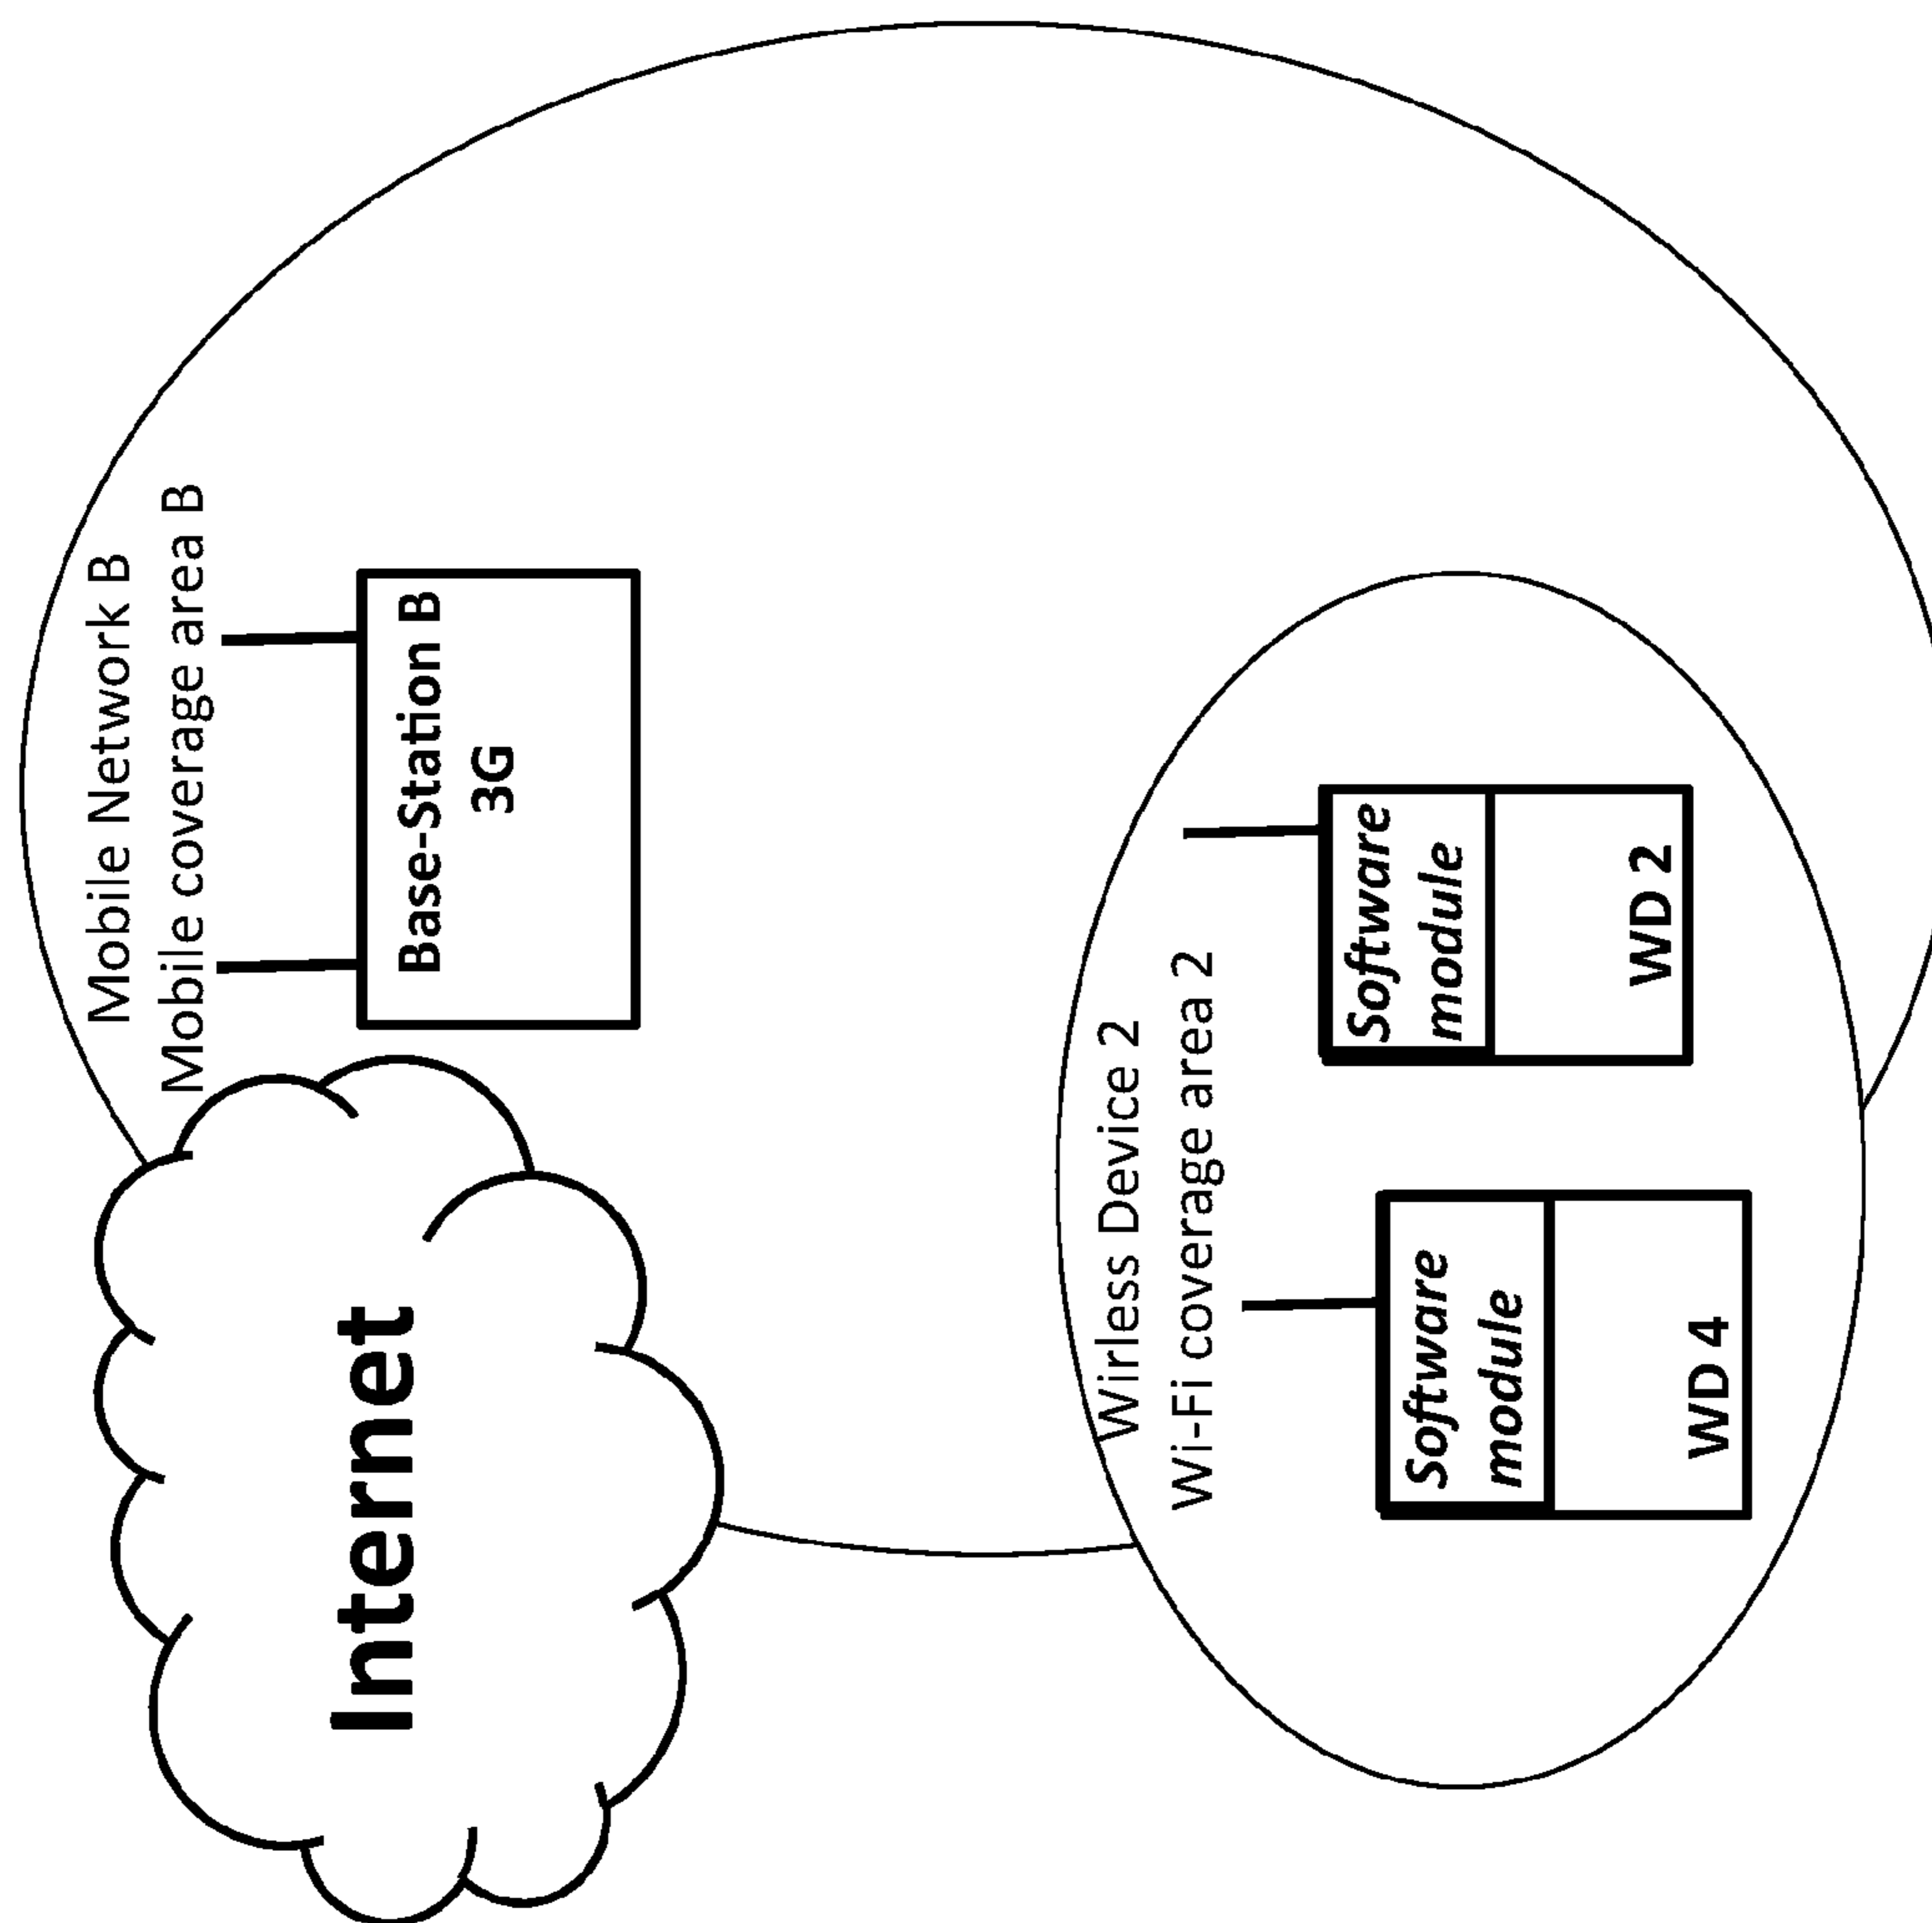 Internet
Mobile Network B
Mobile coverage area B
Base-Station B
3G
Wirless Device 2
Wi-Fi coverage area 2
Software
module
WD 4
Software
module
WD 2